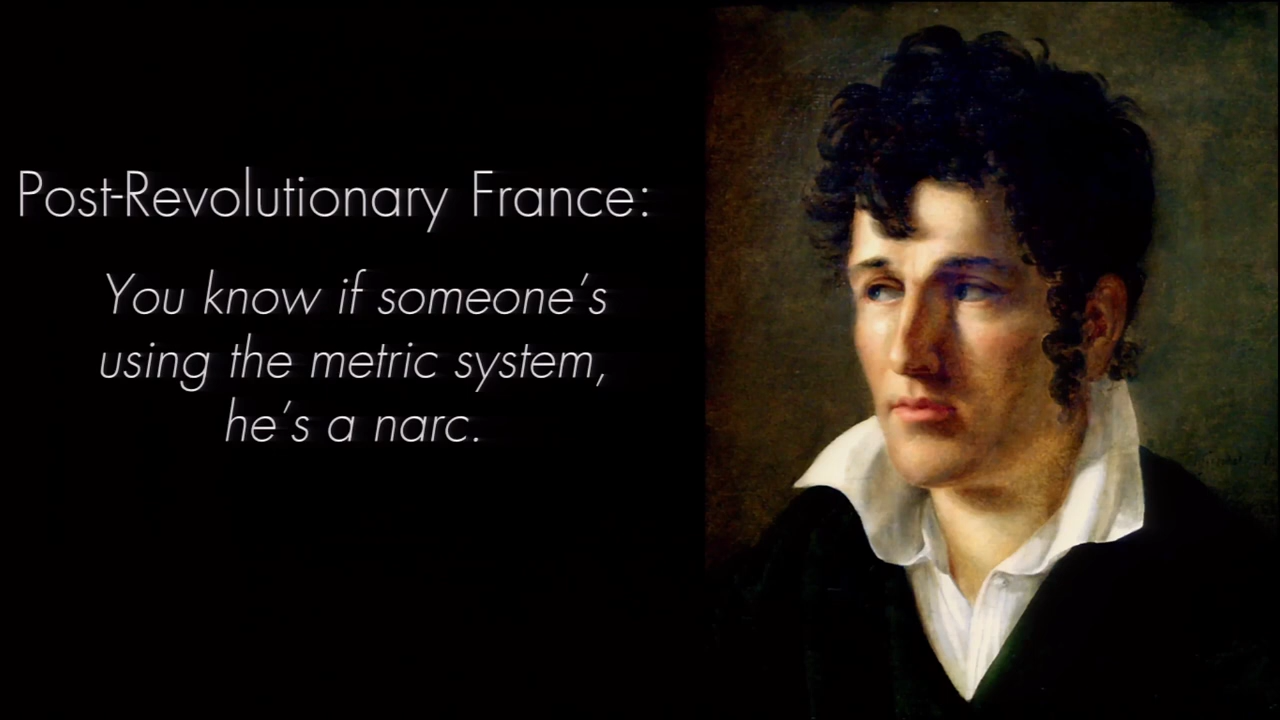 Post-Revolutionary France:
You know if someone's
using the metric system,
he's a narc.